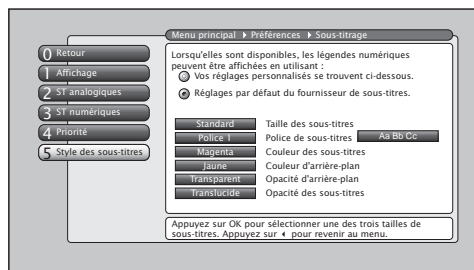 Menu principal ▶ Préférences ▶ Sous-titrage
0 Retour
1 Affichage
2 ST analogiques
3 ST numériques
4 Priorité
5 Style des sous-titres
Lorsqu'elles sont disponibles, les légendes numériques
peuvent être affichées en utilisant :
Vos réglages personnalisés se trouvent ci-dessous.
Réglages par défaut du fournisseur de sous-titres.
Standard Taille des sous-titres
Police 1 Police de sous-titres Aa Bb Cc
Magenta Couleur des sous-titres
Jaune Couleur d'arrière-plan
Transparent Opacité d'arrière-plan
Translucide Opacité des sous-titres
Appuyez sur OK pour sélectionner une des trois tailles de
sous-titres. Appuyez sur ◀ pour revenir au menu.